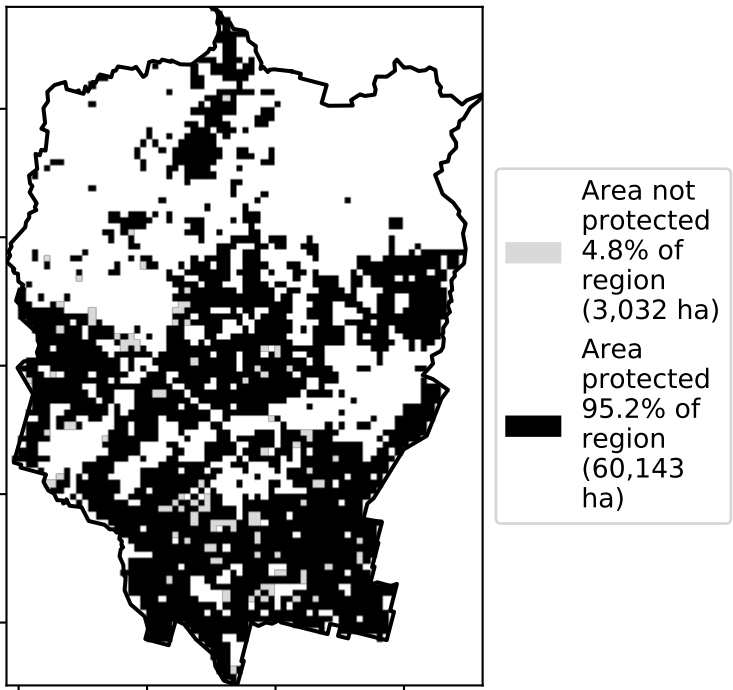 Area not
protected
4.8% of
region
(3,032 ha)
Area
protected
95.2% of
region
(60,143
ha)